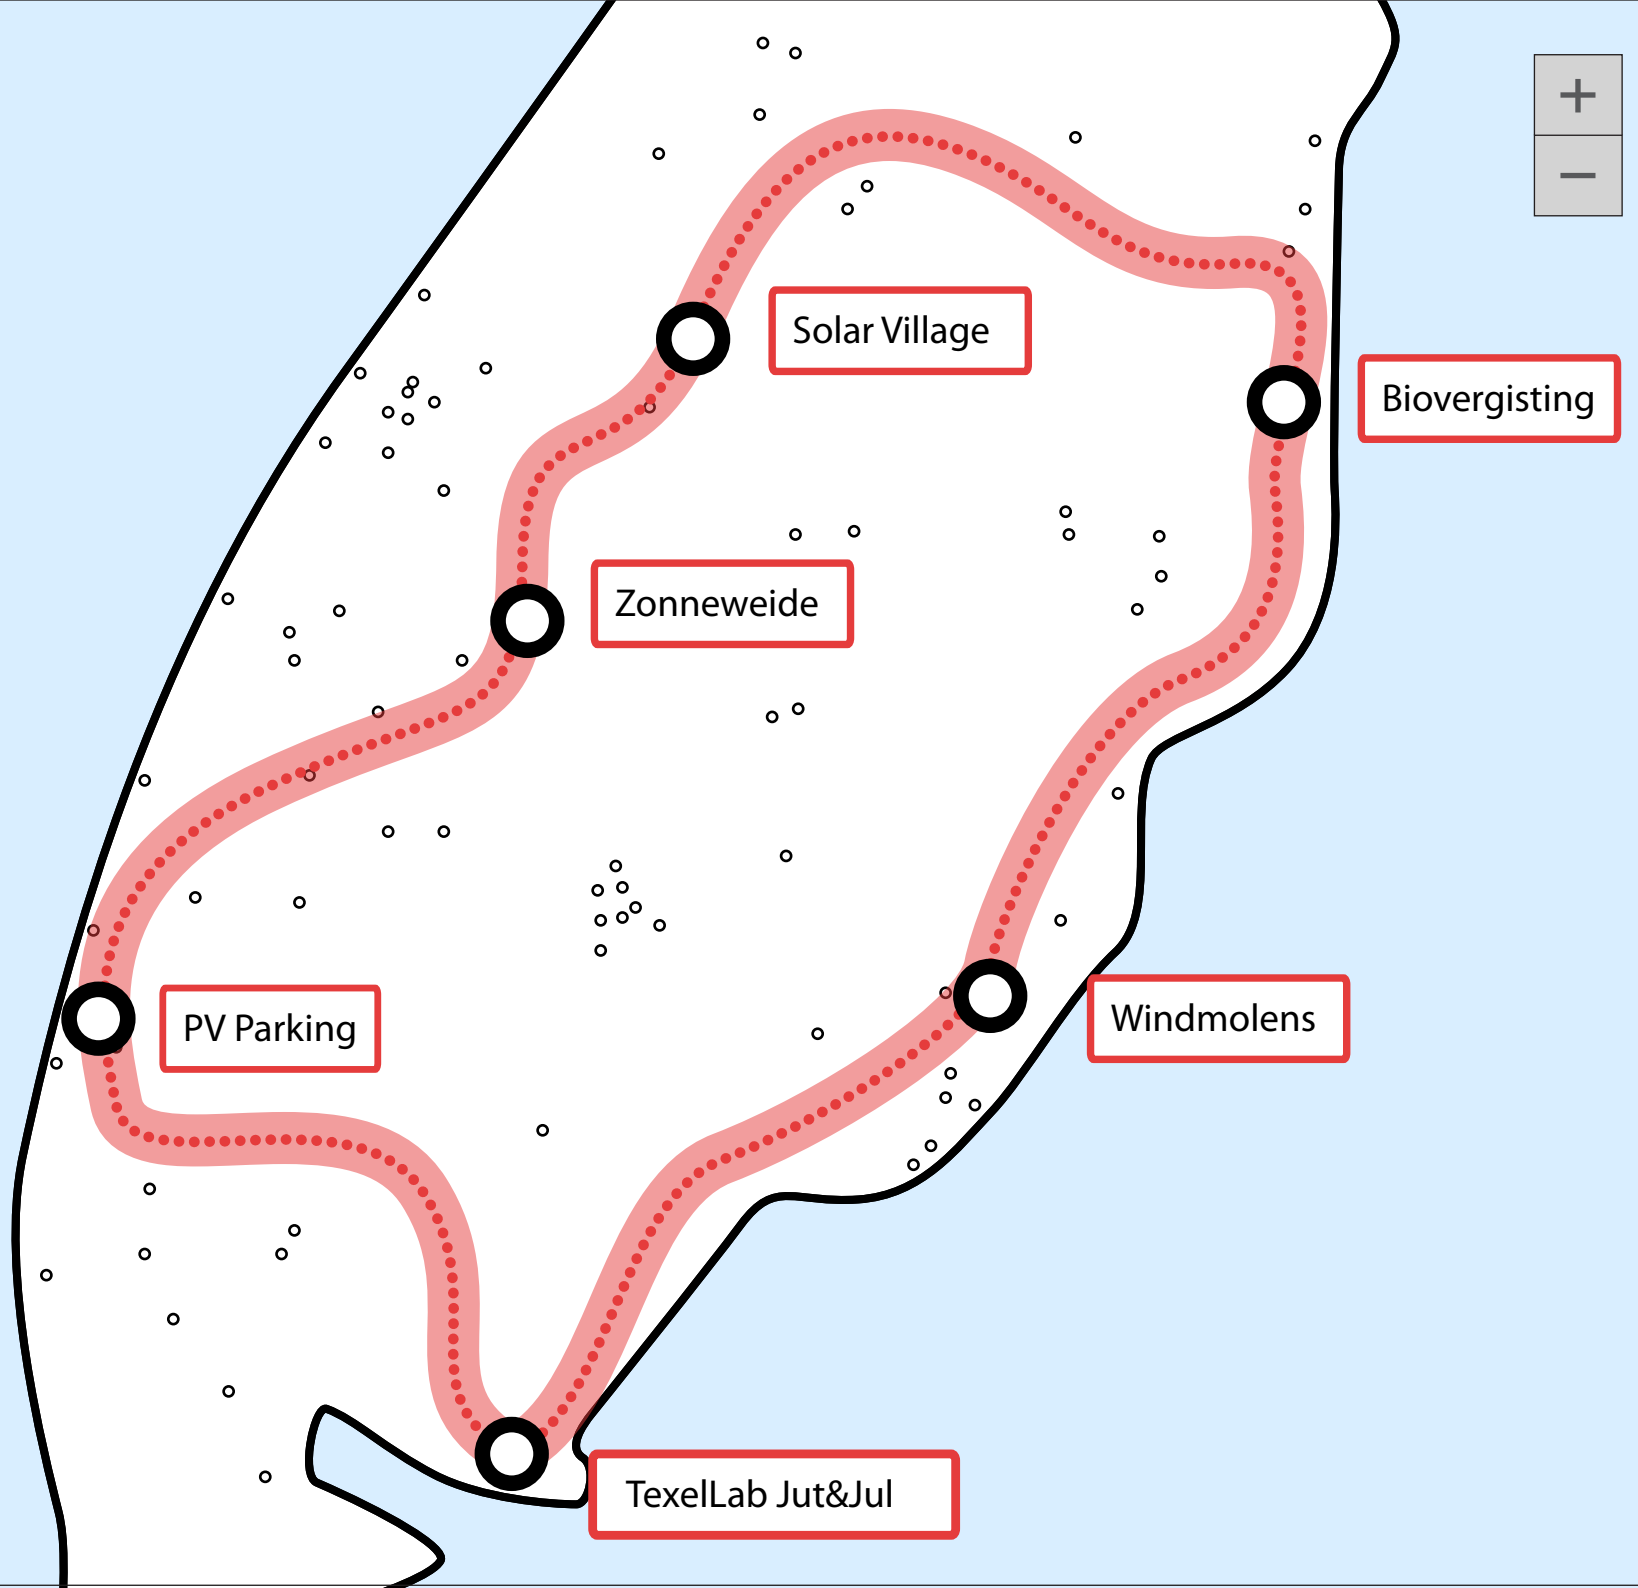 +
−
Solar Village
Biovergisting
Zonneweide
PV Parking
Windmolens
TexelLab Jut&Jul